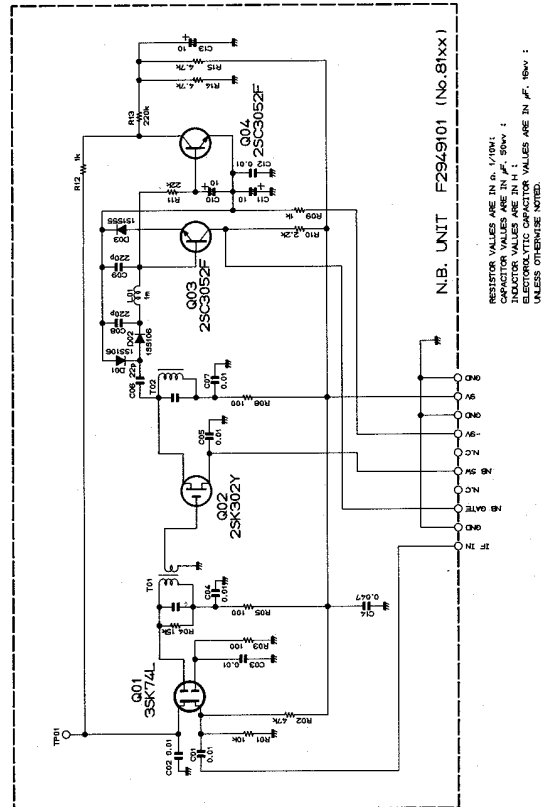 TP01
R12 1k
C02 0.01
Q01
3SK74L
C01
0.01
R01
10k
R02
47k
C03 0.01
R03
100
R04 15k
T01
C04
0.01
R05
100
C14
0.047
Q02
2SK302Y
C05
0.01
T02
C07
0.01
R08
100
C06 22p
D01
1SS106
D02
1SS106
C08
220p
L01
1m
C09
220p
D03
1S1555
Q03
2SC3052F
R11
22k
C10
10
+
C11
10
+
C12 0.01
R09
1k
R10 2.2k
Q04
2SC3052F
R13
220k
R14
4.7k
R15
4.7k
C13
10
+
N.B. UNIT F2949101 (No.81xx)
IF IN
GND
NB GATE
N.C
NB SW
N.C
-9V
GND
9V
GND
RESISTOR VALUES ARE IN Ω, 1/10W;
CAPACITOR VALUES ARE IN μF, 50wv ;
INDUCTOR VALUES ARE IN H ;
ELECTOROLYTIC CAPACITOR VALUES ARE IN μF, 16wv ;
UNLESS OTHERWISE NOTED.